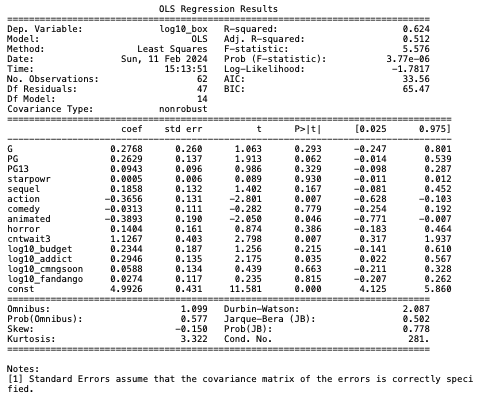 OLS Regression Results
==============================================================================
Dep. Variable: log10_box R-squared: 0.624
Model: OLS Adj. R-squared: 0.512
Method: Least Squares F-statistic: 5.576
Date: Sun, 11 Feb 2024 Prob (F-statistic): 3.77e-06
Time: 15:13:51 Log-Likelihood: -1.7817
No. Observations: 62 AIC: 33.56
Df Residuals: 47 BIC: 65.47
Df Model: 14
Covariance Type: nonrobust
==============================================================================
coef std err t P>|t| [0.025 0.975]
------------------------------------------------------------------------------
G 0.2768 0.260 1.063 0.293 -0.247 0.801
PG 0.2629 0.137 1.913 0.062 -0.014 0.539
PG13 0.0943 0.096 0.986 0.329 -0.098 0.287
starpowr 0.0005 0.006 0.089 0.930 -0.011 0.012
sequel 0.1858 0.132 1.402 0.167 -0.081 0.452
action -0.3656 0.131 -2.801 0.007 -0.628 -0.103
comedy -0.0313 0.111 -0.282 0.779 -0.254 0.192
animated -0.3893 0.190 -2.050 0.046 -0.771 -0.007
horror 0.1404 0.161 0.874 0.386 -0.183 0.464
cntwait3 1.1267 0.403 2.798 0.007 0.317 1.937
log10_budget 0.2344 0.187 1.256 0.215 -0.141 0.610
log10_addict 0.2946 0.135 2.175 0.035 0.022 0.567
log10_cmngsoon 0.0588 0.134 0.439 0.663 -0.211 0.328
log10_fandango 0.0274 0.117 0.235 0.815 -0.207 0.262
const 4.9926 0.431 11.581 0.000 4.125 5.860
==============================================================================
Omnibus: 1.099 Durbin-Watson: 2.087
Prob(Omnibus): 0.577 Jarque-Bera (JB): 0.502
Skew: -0.150 Prob(JB): 0.778
Kurtosis: 3.322 Cond. No. 281.
==============================================================================
Notes:
[1] Standard Errors assume that the covariance matrix of the errors is correctly speci
fied.